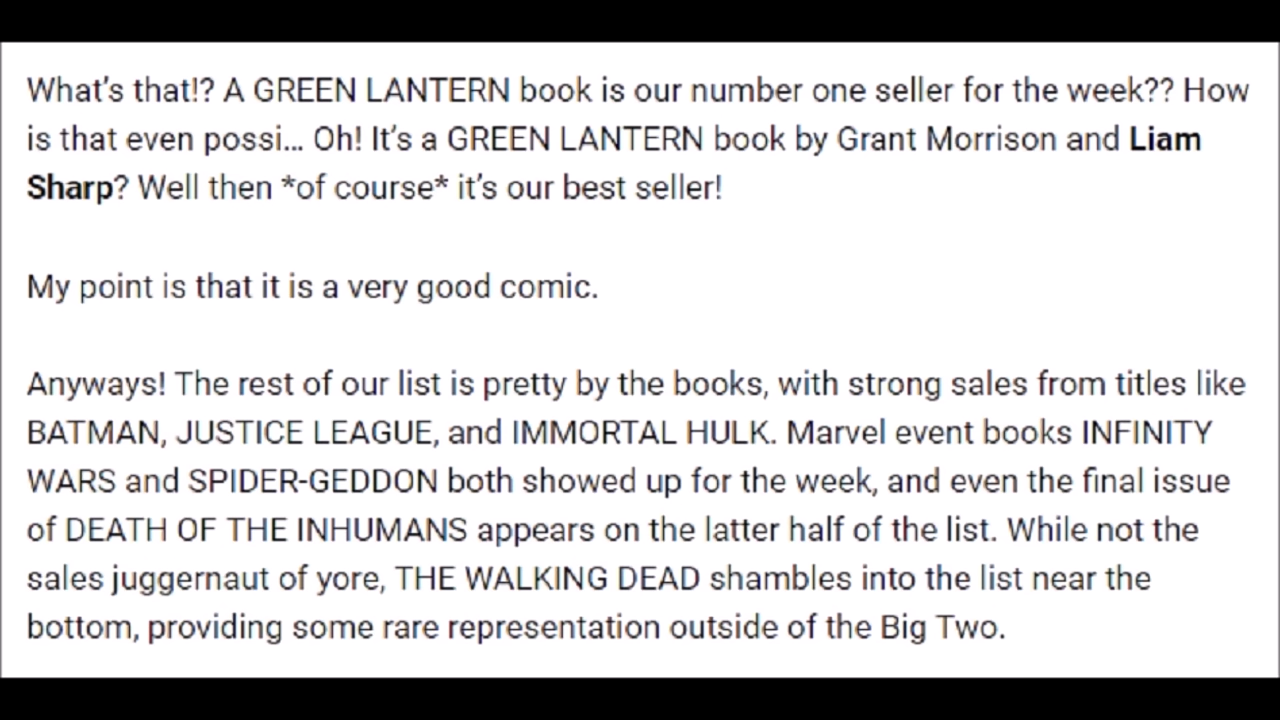 What's that!? A GREEN LANTERN book is our number one seller for the week?? How
is that even possi... Oh! It's a GREEN LANTERN book by Grant Morrison and Liam
Sharp? Well then *of course* it's our best seller!
My point is that it is a very good comic.
Anyways! The rest of our list is pretty by the books, with strong sales from titles like
BATMAN, JUSTICE LEAGUE, and IMMORTAL HULK. Marvel event books INFINITY
WARS and SPIDER-GEDDON both showed up for the week, and even the final issue
of DEATH OF THE INHUMANS appears on the latter half of the list. While not the
sales juggernaut of yore, THE WALKING DEAD shambles into the list near the
bottom, providing some rare representation outside of the Big Two.